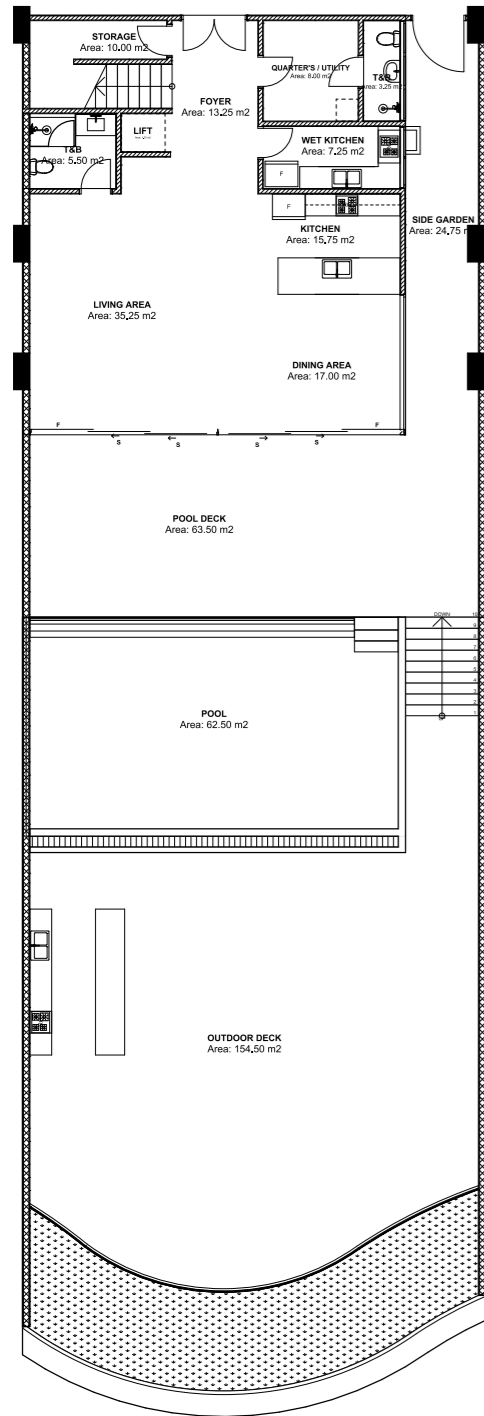 STORAGE
Area: 10.00 m2
FOYER
Area: 13.25 m2
QUARTER'S / UTILITY
Area: 8.00 m2
T&B
Area: 3.25 m2
LIFT
T&B
Area: 5.50 m2
WET KITCHEN
Area: 7.25 m2
F
F
KITCHEN
Area: 15.75 m2
SIDE GARDEN
Area: 24.75 m
LIVING AREA
Area: 35.25 m2
DINING AREA
Area: 17.00 m2
F
F
S
S
S
S
POOL DECK
Area: 63.50 m2
DOWN
10
9
8
7
6
5
4
3
2
1
POOL
Area: 62.50 m2
OUTDOOR DECK
Area: 154.50 m2